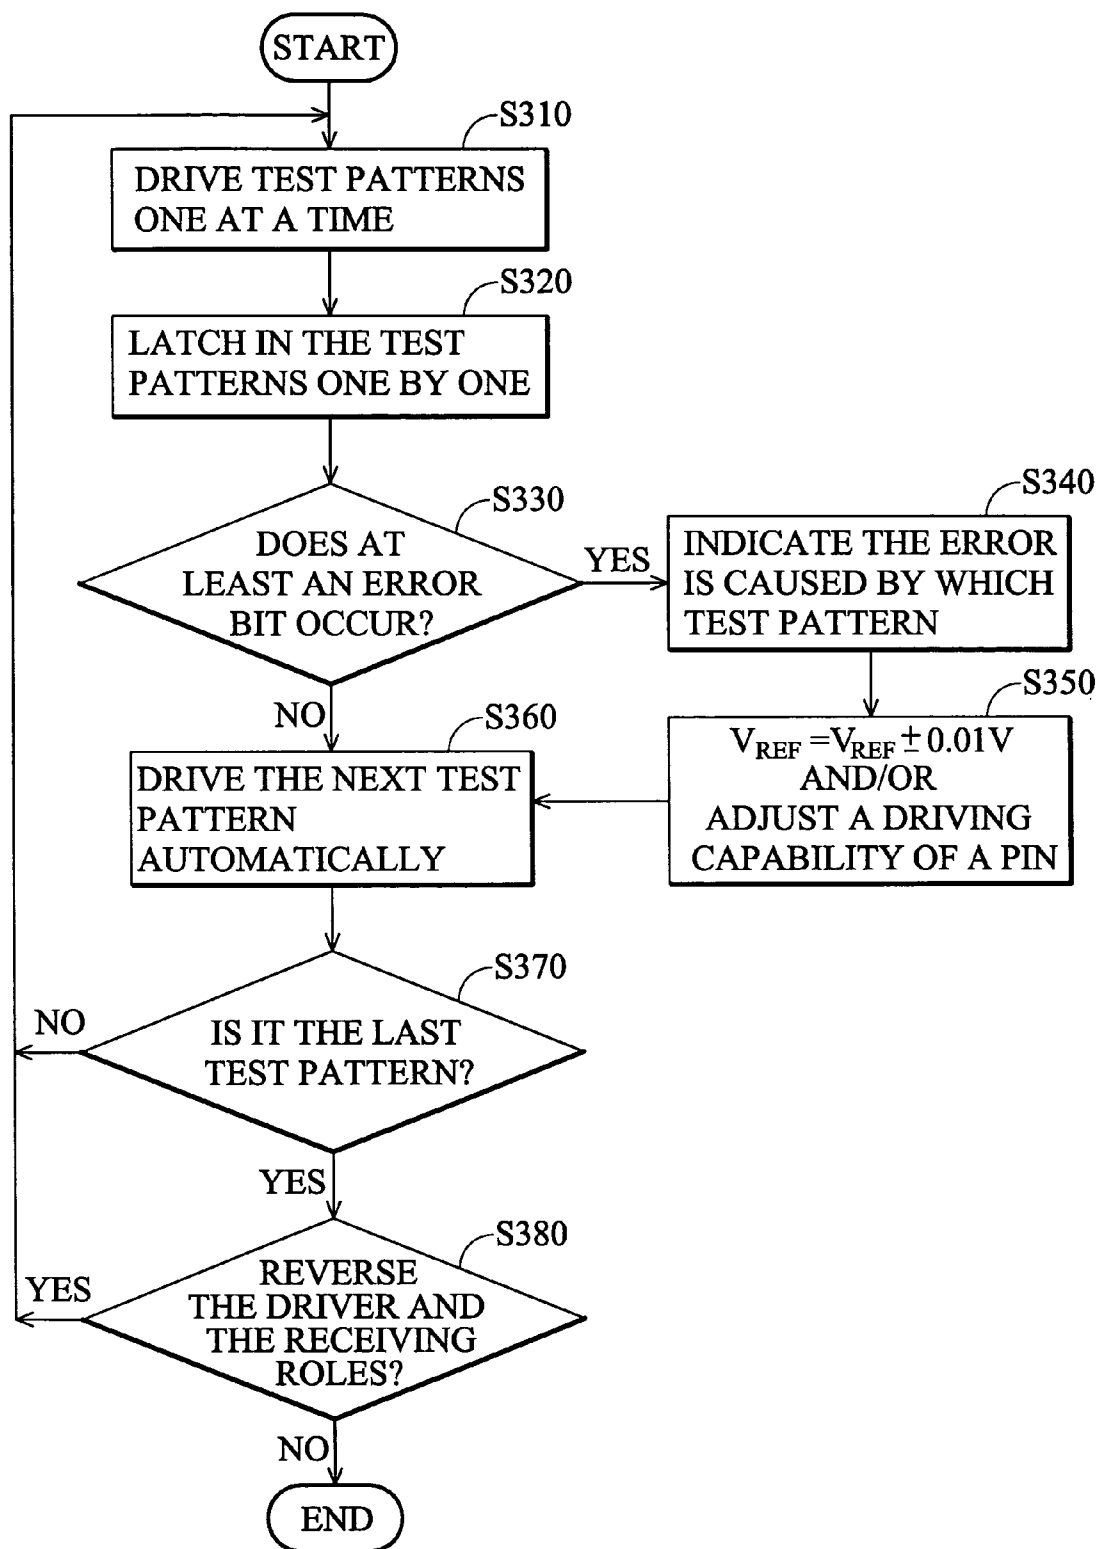 START
S310
DRIVE TEST PATTERNS
ONE AT A TIME
S320
LATCH IN THE TEST
PATTERNS ONE BY ONE
S330
DOES AT
LEAST AN ERROR
BIT OCCUR?
YES
S340
INDICATE THE ERROR
IS CAUSED BY WHICH
TEST PATTERN
S350
V_REF = V_REF ± 0.01V
AND/OR
ADJUST A DRIVING
CAPABILITY OF A PIN
NO
S360
DRIVE THE NEXT TEST
PATTERN
AUTOMATICALLY
S370
IS IT THE LAST
TEST PATTERN?
NO
YES
S380
REVERSE
THE DRIVER AND
THE RECEIVING
ROLES?
YES
NO
END